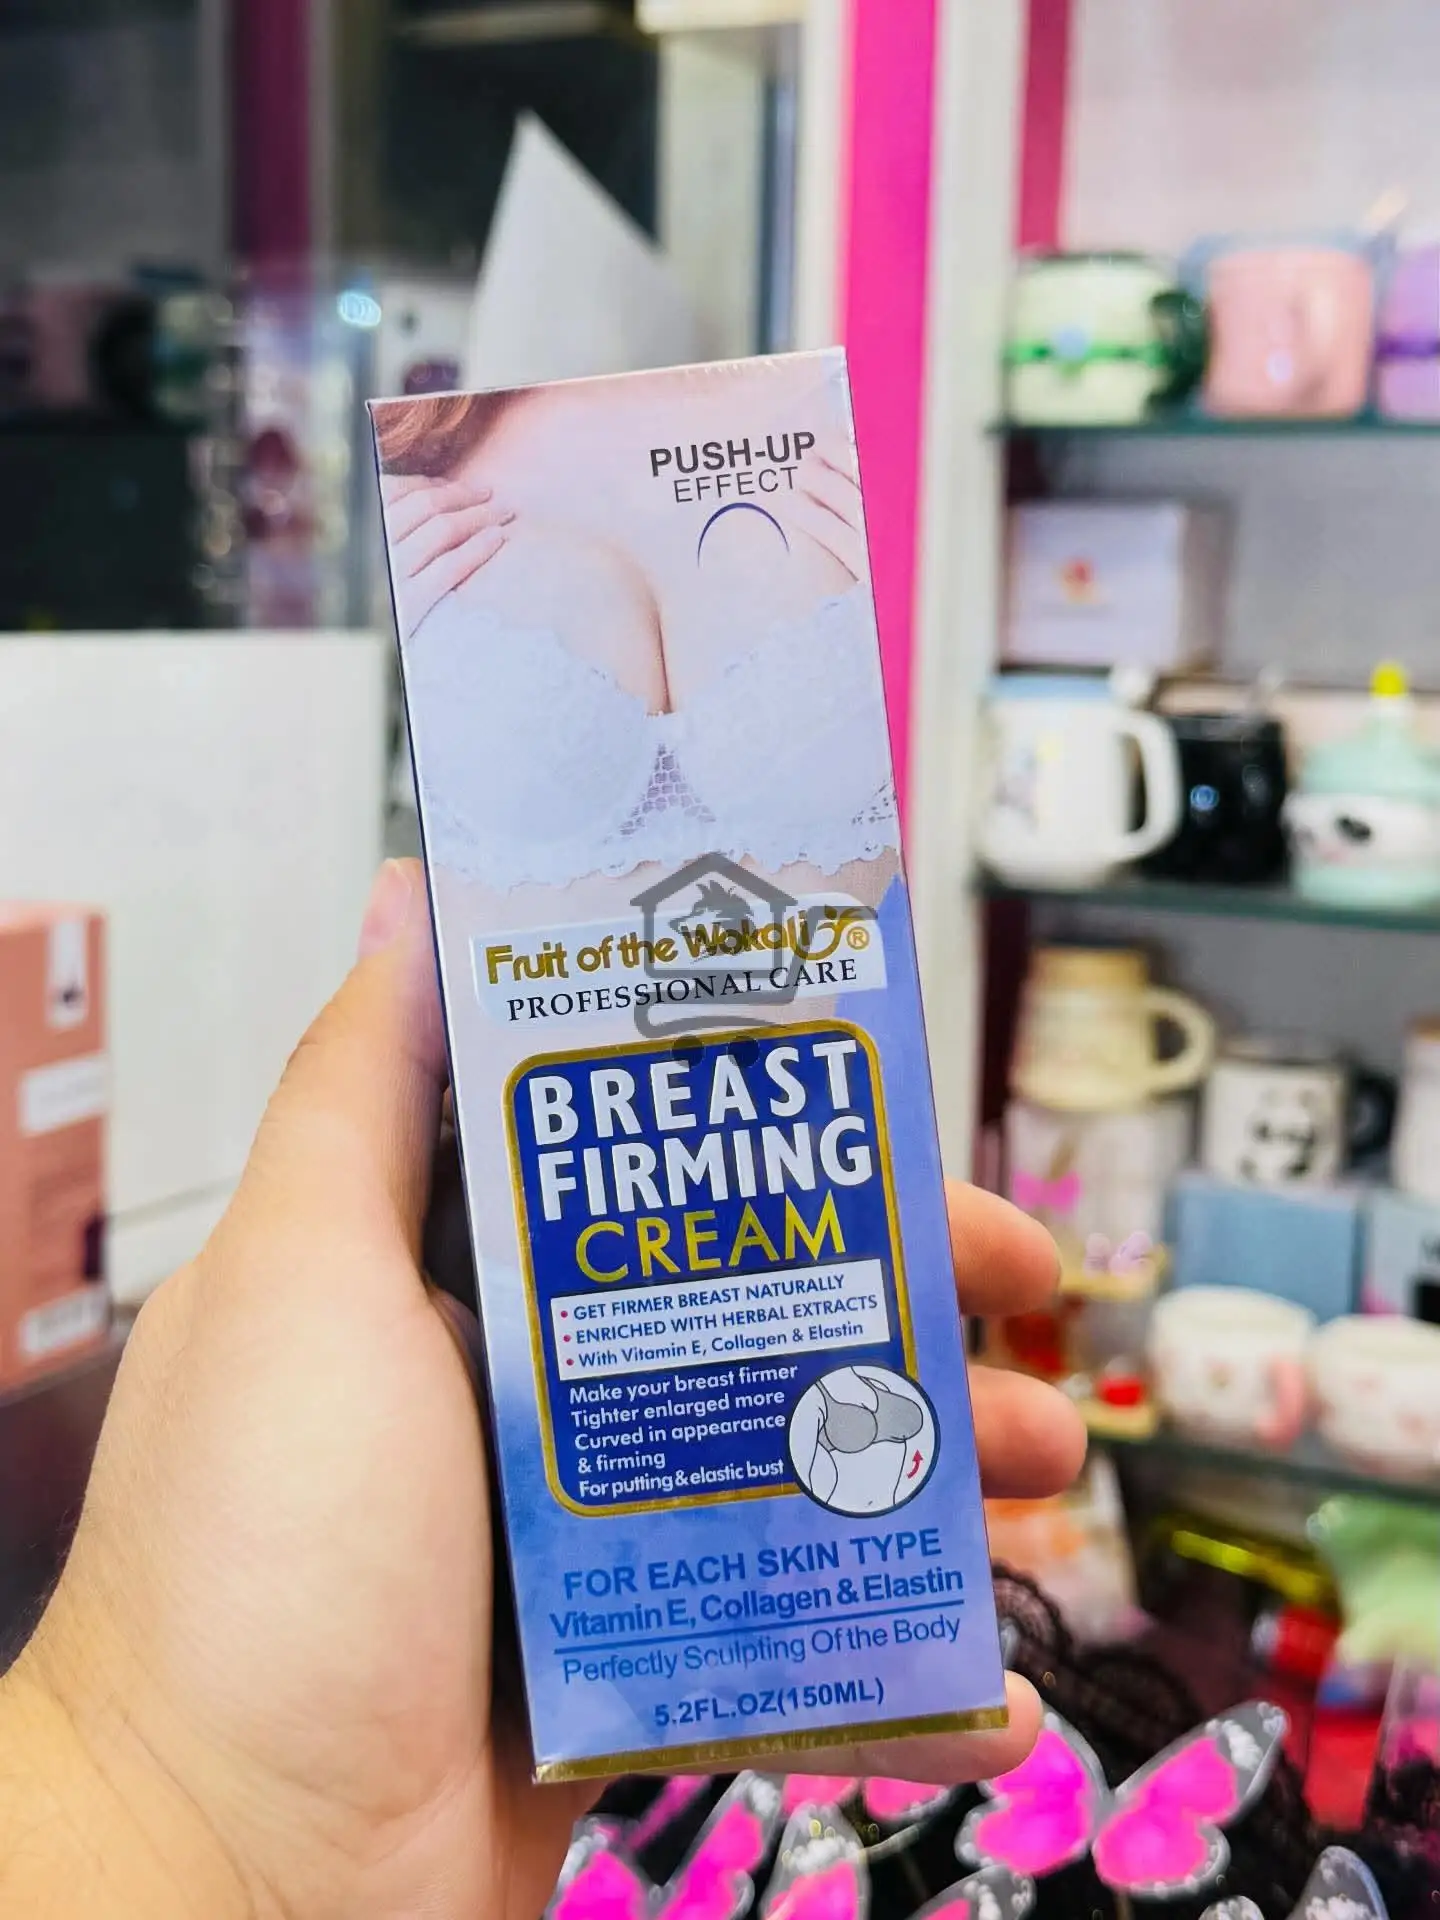 PUSH-UP
EFFECT
Fruit of the Wokali ®
PROFESSIONAL CARE
BREAST
FIRMING
CREAM
• GET FIRMER BREAST NATURALLY
• ENRICHED WITH HERBAL EXTRACTS
• With Vitamin E, Collagen & Elastin
Make your breast firmer
Tighter enlarged more
Curved in appearance
& firming
For putting & elastic bust
FOR EACH SKIN TYPE
Vitamin E, Collagen & Elastin
Perfectly Sculpting Of the Body
5.2FL.OZ(150ML)